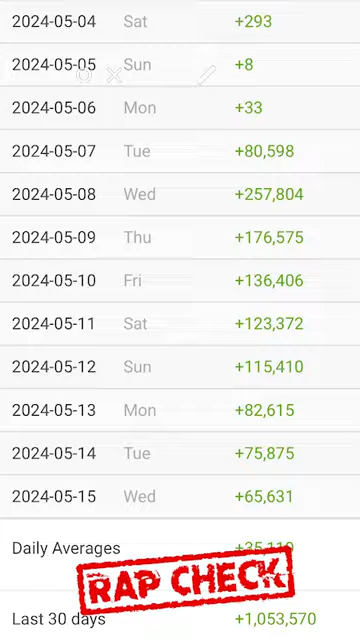 2024-05-04 Sat +293
2024-05-05 Sun +8
2024-05-06 Mon +33
2024-05-07 Tue +80,598
2024-05-08 Wed +257,804
2024-05-09 Thu +176,575
2024-05-10 Fri +136,406
2024-05-11 Sat +123,372
2024-05-12 Sun +115,410
2024-05-13 Mon +82,615
2024-05-14 Tue +75,875
2024-05-15 Wed +65,631
Daily Averages +35,119
RAP CHECK
Last 30 days +1,053,570